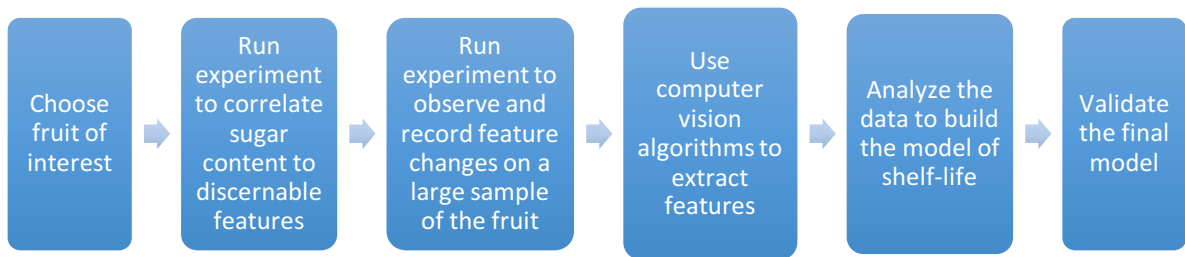 Choose
fruit of
interest
Run
experiment
to correlate
sugar
content to
discernable
features
Run
experiment to
observe and
record feature
changes on a
large sample
of the fruit
Use
computer
vision
algorithms to
extract
features
Analyze the
data to build
the model of
shelf-life
Validate
the final
model